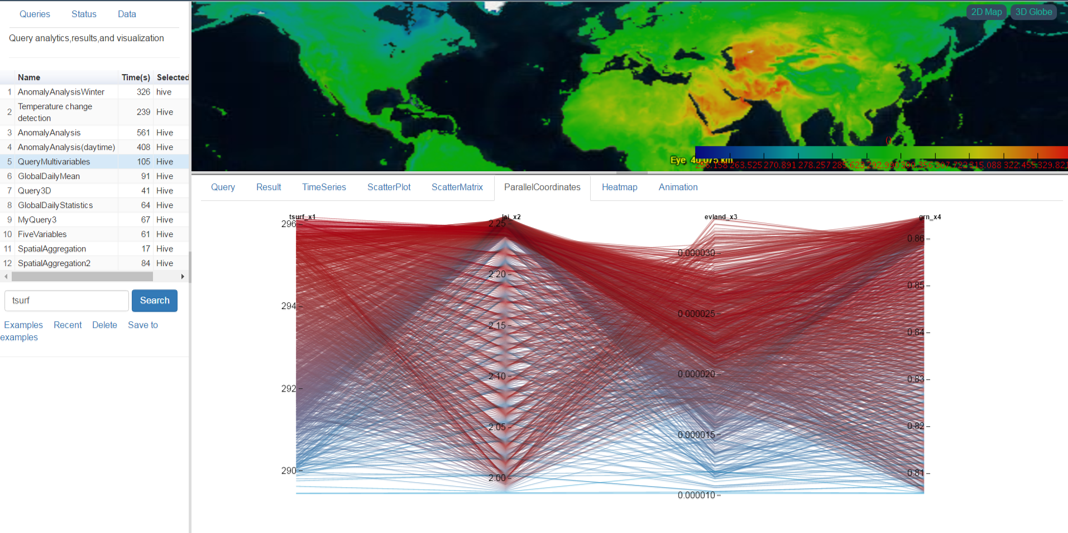 Queries Status Data
Query analytics,results,and visualization
Name Time(s) Selected
1 AnomalyAnalysisWinter 326 hive
2 Temperature change detection 239 Hive
3 AnomalyAnalysis 561 Hive
4 AnomalyAnalysis(daytime) 408 Hive
5 QueryMultivariables 105 Hive
6 GlobalDailyMean 91 Hive
7 Query3D 41 Hive
8 GlobalDailyStatistics 64 Hive
9 MyQuery3 67 Hive
10 FiveVariables 61 Hive
11 SpatialAggregation 17 Hive
12 SpatialAggregation2 84 Hive
tsurf Search
Examples Recent Delete Save to
examples
2D Map 3D Globe
Eye 40.075 km
Query Result TimeSeries ScatterPlot ScatterMatrix ParallelCoordinates Heatmap Animation
tsurf_x1 lai_x2 evland_x3 grn_x4
296
294
292
290
2.25
2.20
2.15
2.10
2.05
2.00
0.000030
0.000025
0.000020
0.000015
0.000010
0.86
0.85
0.84
0.83
0.82
0.81